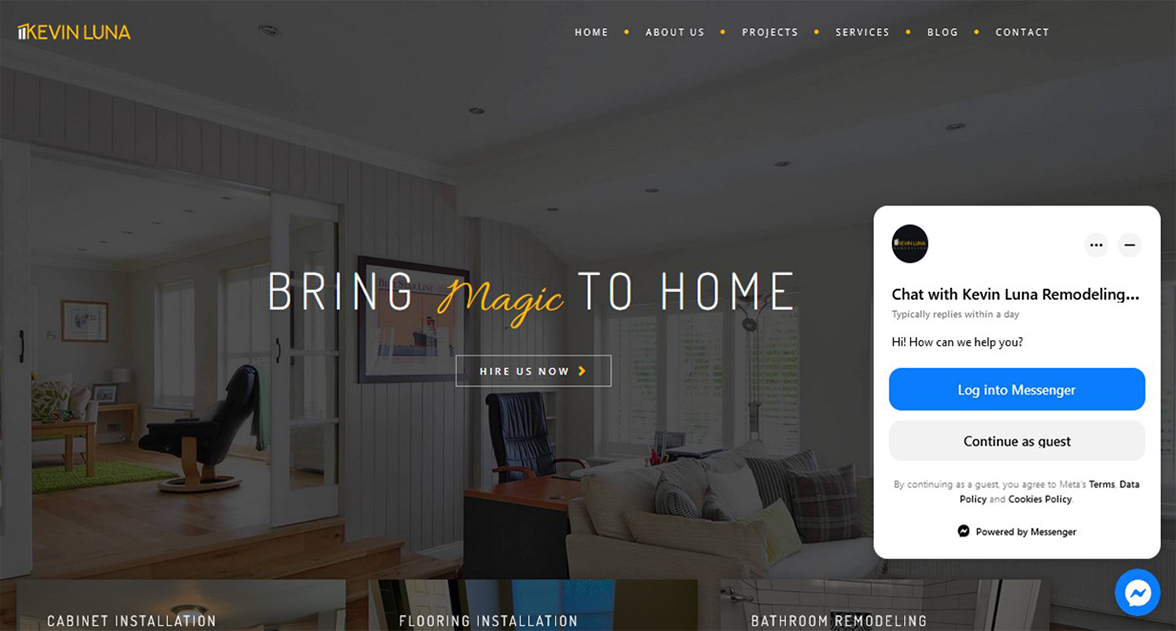 KEVIN LUNA
HOME • ABOUT US • PROJECTS • SERVICES • BLOG • CONTACT
BRING Magic TO HOME
HIRE US NOW
KEVIN LUNA
Chat with Kevin Luna Remodeling...
Typically replies within a day
Hi! How can we help you?
Log into Messenger
Continue as guest
By continuing as a guest, you agree to Meta's Terms, Data
Policy and Cookies Policy.
Powered by Messenger
CABINET INSTALLATION
FLOORING INSTALLATION
BATHROOM REMODELING